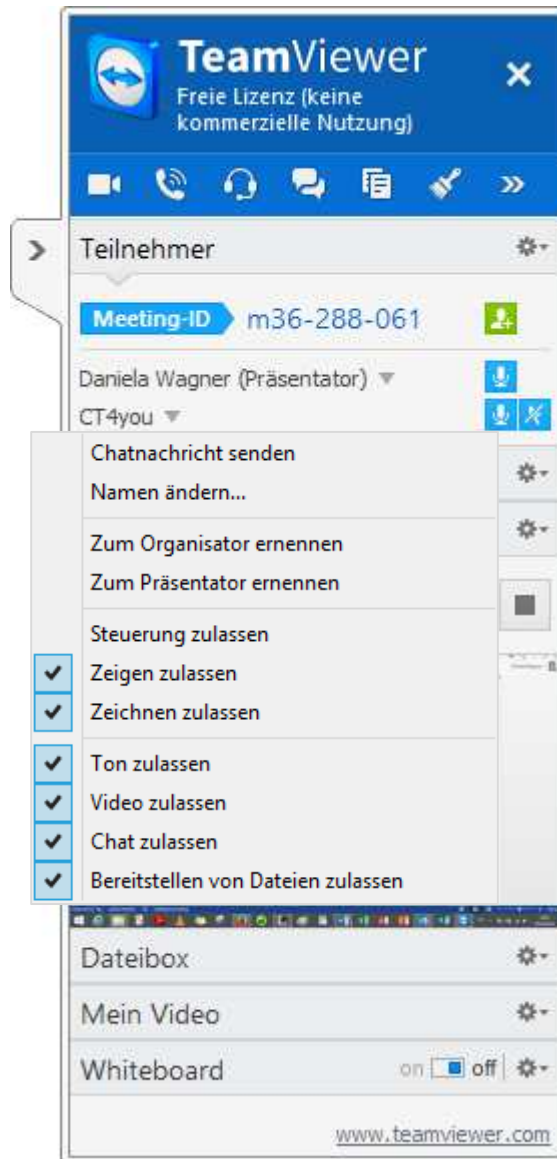 TeamViewer
Freie Lizenz (keine
kommerzielle Nutzung)
Teilnehmer
Meeting-ID m36-288-061
Daniela Wagner (Präsentator)
CT4you
Chatnachricht senden
Namen ändern...
Zum Organisator ernennen
Zum Präsentator ernennen
Steuerung zulassen
Zeigen zulassen
Zeichnen zulassen
Ton zulassen
Video zulassen
Chat zulassen
Bereitstellen von Dateien zulassen
Dateibox
Mein Video
Whiteboard on off
www.teamviewer.com